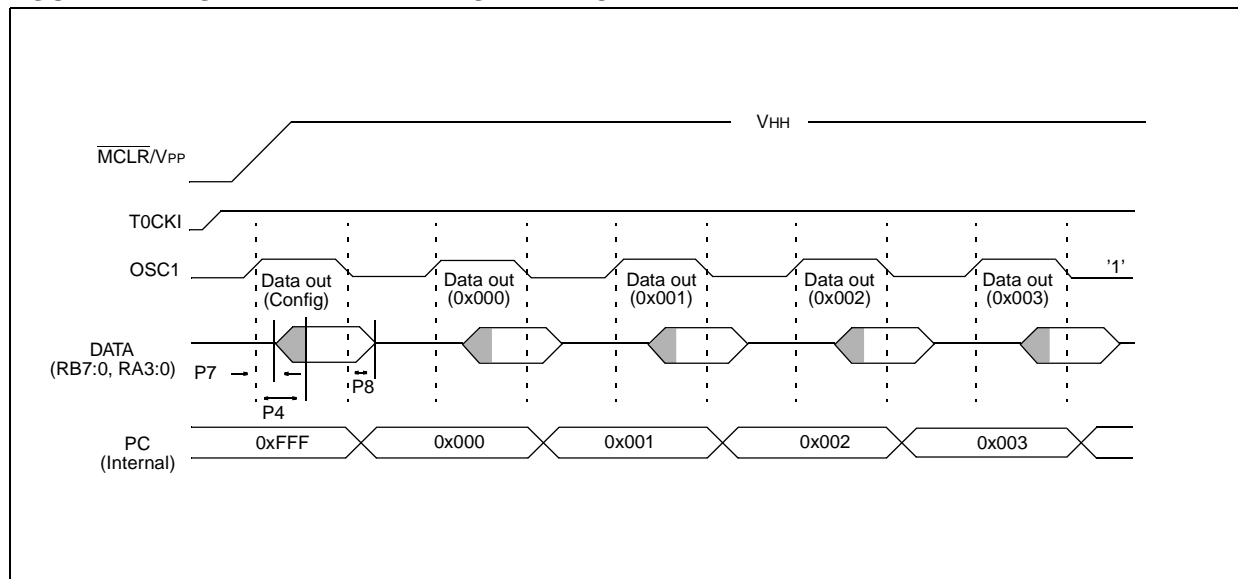 VHH
MCLR/VPP
T0CKI
OSC1
Data out
(Config)
Data out
(0x000)
Data out
(0x001)
Data out
(0x002)
Data out
(0x003)
'1'
DATA
(RB7:0, RA3:0)
P7
P8
P4
PC
(Internal)
0xFFF
0x000
0x001
0x002
0x003